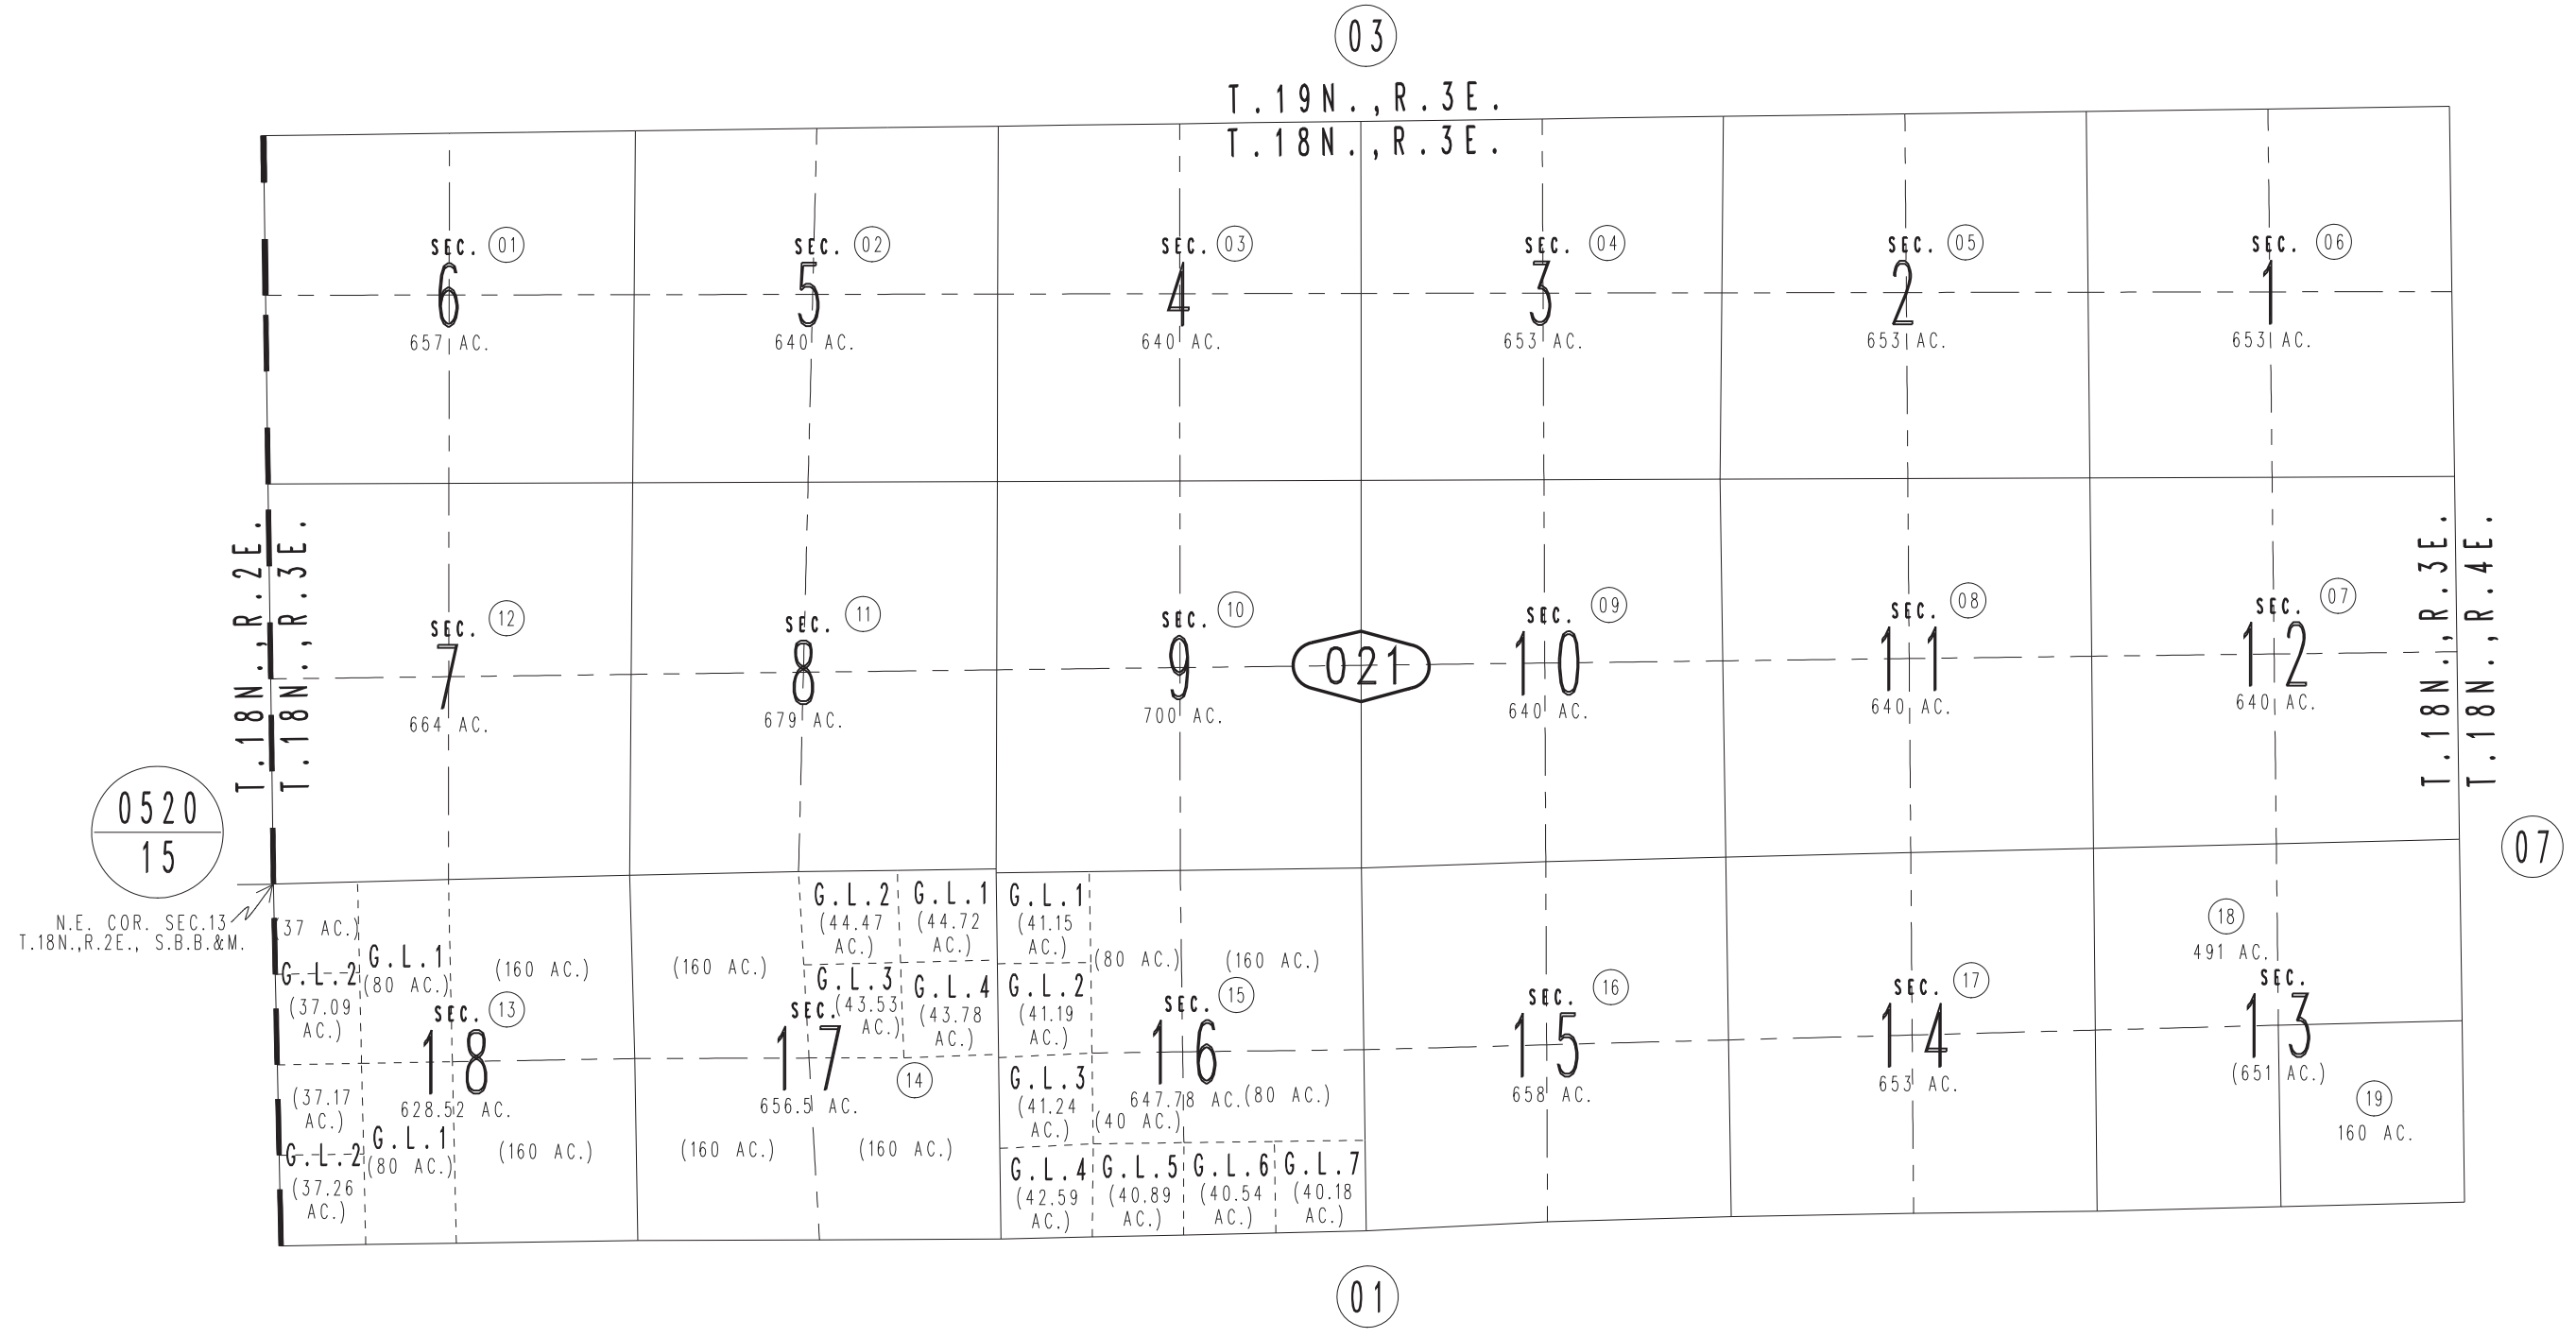 03
T.19N.,R.3E.
T.18N.,R.3E.
SEC. 01
6
657 AC.
SEC. 02
5
640 AC.
SEC. 03
4
640 AC.
SEC. 04
3
653 AC.
SEC. 05
2
653 AC.
SEC. 06
1
653 AC.
T.18N.,R.2E.
T.18N.,R.3E.
SEC. 12
7
664 AC.
SEC. 11
8
679 AC.
SEC. 10
9
700 AC.
021
SEC. 09
10
640 AC.
SEC. 08
11
640 AC.
SEC. 07
12
640 AC.
T.18N.,R.3E.
T.18N.,R.4E.
0520
15
07
N.E. COR. SEC.13
T.18N.,R.2E., S.B.B.&M.
(37 AC.)
G.L.2
(37.09
AC.)
G.L.1
(80 AC.)
(160 AC.)
SEC. 13
18
628.52 AC.
(37.17
AC.)
G.L.2
(37.26
AC.)
G.L.1
(80 AC.)
(160 AC.)
(160 AC.)
G.L.2
(44.47
AC.)
G.L.1
(44.72
AC.)
G.L.3
(43.53
AC.)
G.L.4
(43.78
AC.)
SEC.
17
14
656.5 AC.
(160 AC.)
(160 AC.)
G.L.1
(41.15
AC.)
(80 AC.)
(160 AC.)
G.L.2
(41.19
AC.)
SEC. 15
16
647.78 AC.
(80 AC.)
G.L.3
(41.24
AC.)
(40 AC.)
G.L.4
(42.59
AC.)
G.L.5
(40.89
AC.)
G.L.6
(40.54
AC.)
G.L.7
(40.18
AC.)
SEC. 16
15
658 AC.
SEC. 17
14
653 AC.
18
491 AC.
SEC.
13
(651 AC.)
19
160 AC.
01